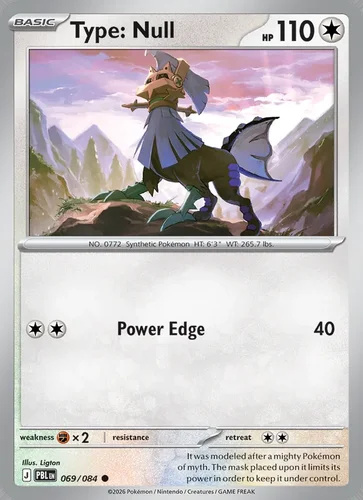 BASIC
Type: Null
HP 110
NO. 0772 Synthetic Pokémon HT: 6'3" WT: 265.7 lbs.
Power Edge 40
weakness ×2 resistance retreat
Illus. Ligton
J PBL EN 069/084
It was modeled after a mighty Pokémon
of myth. The mask placed upon it limits its
power in order to keep it under control.
©2026 Pokémon / Nintendo / Creatures / GAME FREAK